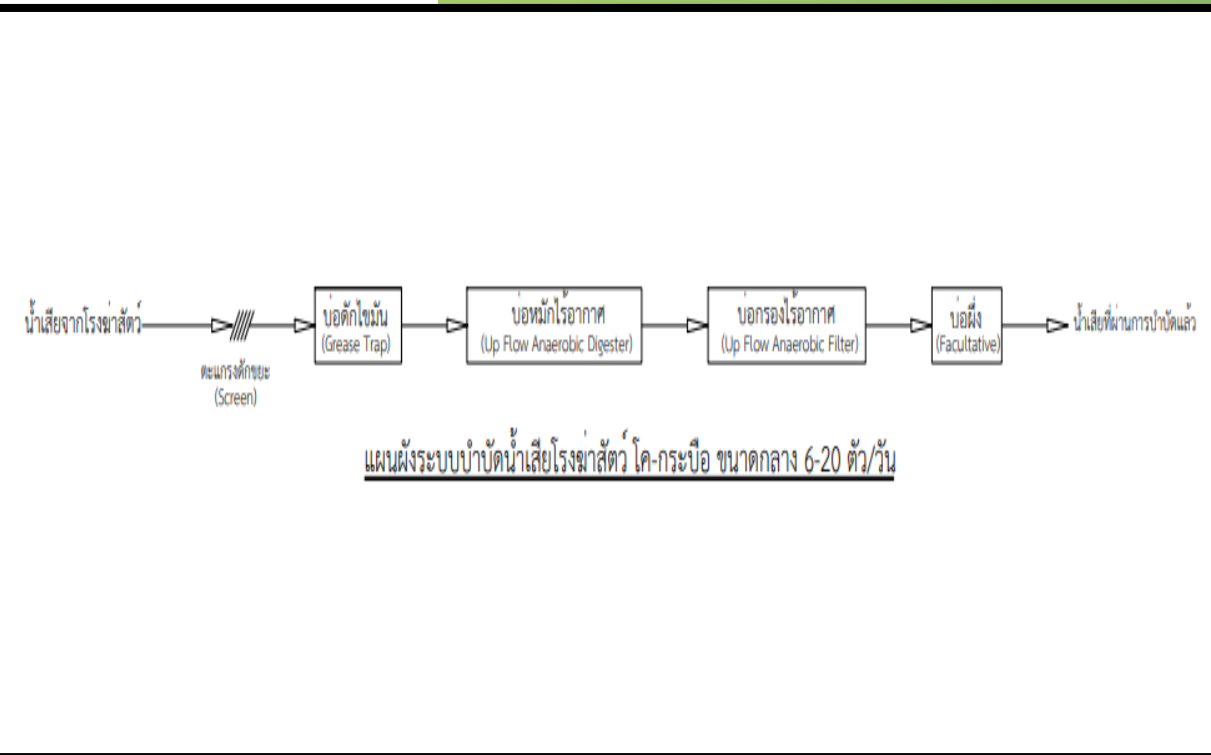 น้ำเสียจากโรงฆ่าสัตว์
ตะแกรงดักขยะ
(Screen)
บ่อดักไขมัน
(Grease Trap)
บ่อหมักไร้อากาศ
(Up Flow Anaerobic Digester)
บ่อกรองไร้อากาศ
(Up Flow Anaerobic Filter)
บ่อผึ่ง
(Facultative)
น้ำเสียที่ผ่านการบำบัดแล้ว
แผนผังระบบบำบัดน้ำเสียโรงฆ่าสัตว์ โค-กระบือ ขนาดกลาง 6-20 ตัว/วัน